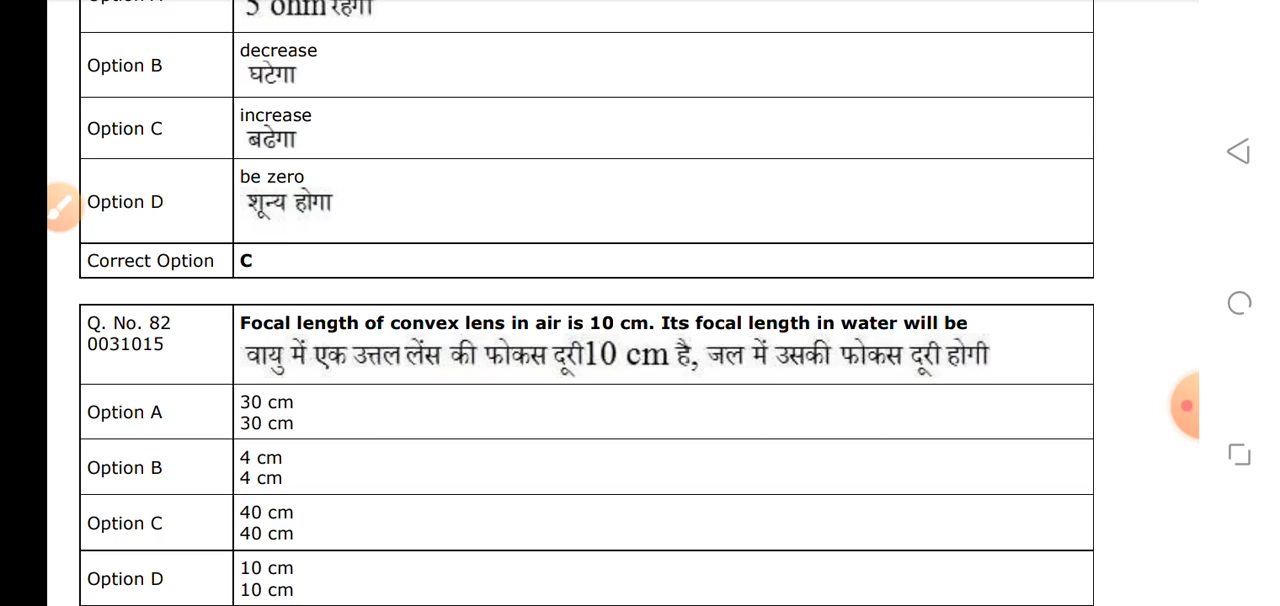 5 ohm रहेगा
Option B
decrease
घटेगा
Option C
increase
बढेगा
Option D
be zero
शून्य होगा
Correct Option
C
Q. No. 82
0031015
Focal length of convex lens in air is 10 cm. Its focal length in water will be
वायु में एक उत्तल लेंस की फोकस दूरी10 cm है, जल में उसकी फोकस दूरी होगी
Option A
30 cm
30 cm
Option B
4 cm
4 cm
Option C
40 cm
40 cm
Option D
10 cm
10 cm